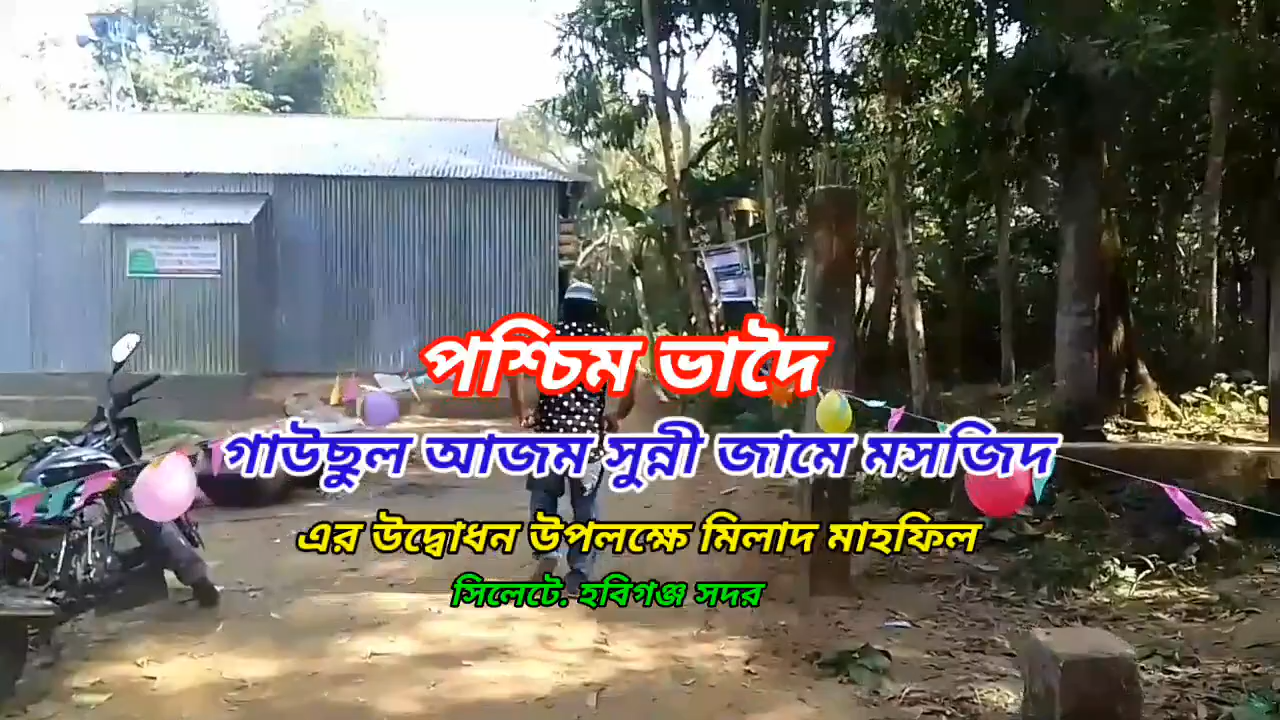 পশ্চিম ভাদৈ
গাউছুল আজম সুন্নী জামে মসজিদ
এর উদ্বোধন উপলক্ষে মিলাদ মাহফিল
সিলেটে. হবিগঞ্জ সদর